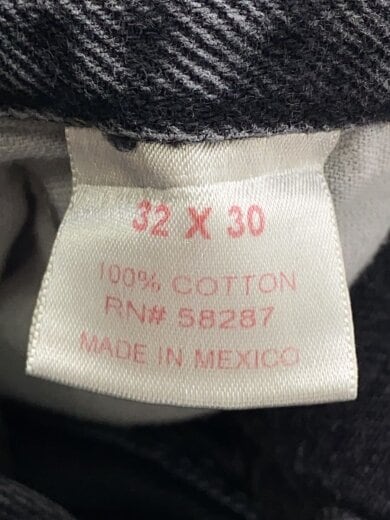 32 X 30
100% COTTON
RN# 58287
MADE IN MEXICO